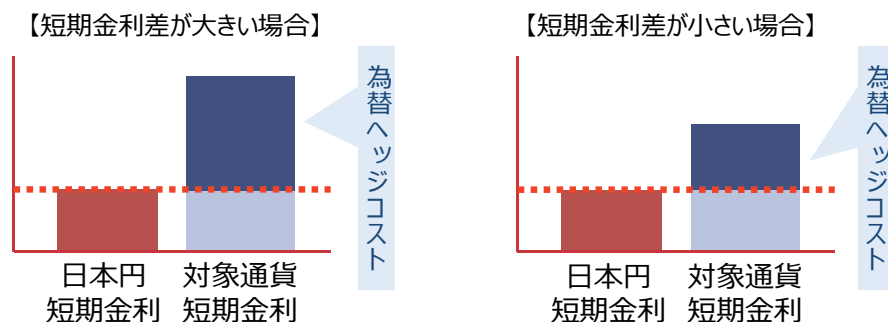 【短期金利差が大きい場合】
為替ヘッジコスト
日本円
短期金利
対象通貨
短期金利
【短期金利差が小さい場合】
為替ヘッジコスト
日本円
短期金利
対象通貨
短期金利